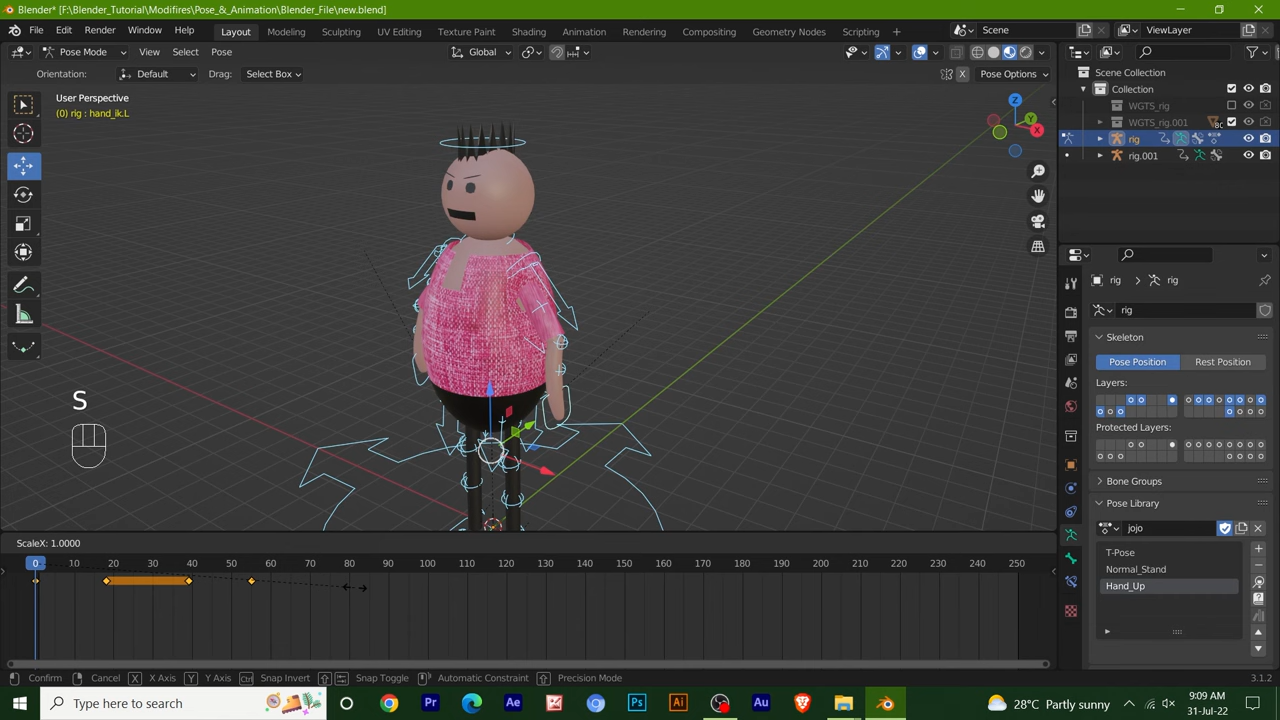 Blender* [F:\Blender_Tutorial\Modifires\Pose_&_Animation\Blender_File\new.blend]
File Edit Render Window Help Layout Modeling Sculpting UV Editing Texture Paint Shading Animation Rendering Compositing Geometry Nodes Scripting + Scene ViewLayer
Pose Mode View Select Pose Global
Orientation: Default Drag: Select Box X Pose Options
Scene Collection
User Perspective
(0) rig : hand_ik.L
Collection
WGTS_rig
WGTS_rig.001
rig
rig.001
Z
Y
X
rig rig
rig
Skeleton
Pose Position Rest Position
Layers:
Protected Layers:
Bone Groups
Pose Library
jojo
T-Pose
Normal_Stand
Hand_Up
S
ScaleX: 1.0000
0 10 20 30 40 50 60 70 80 90 100 110 120 130 140 150 160 170 180 190 200 210 220 230 240 250
Confirm Cancel X X Axis Y Y Axis Ctrl Snap Invert Snap Toggle Automatic Constraint Precision Mode 3.1.2
Type here to search
Pr Ae Ps Ai Au
28°C Partly sunny
9:09 AM
31-Jul-22